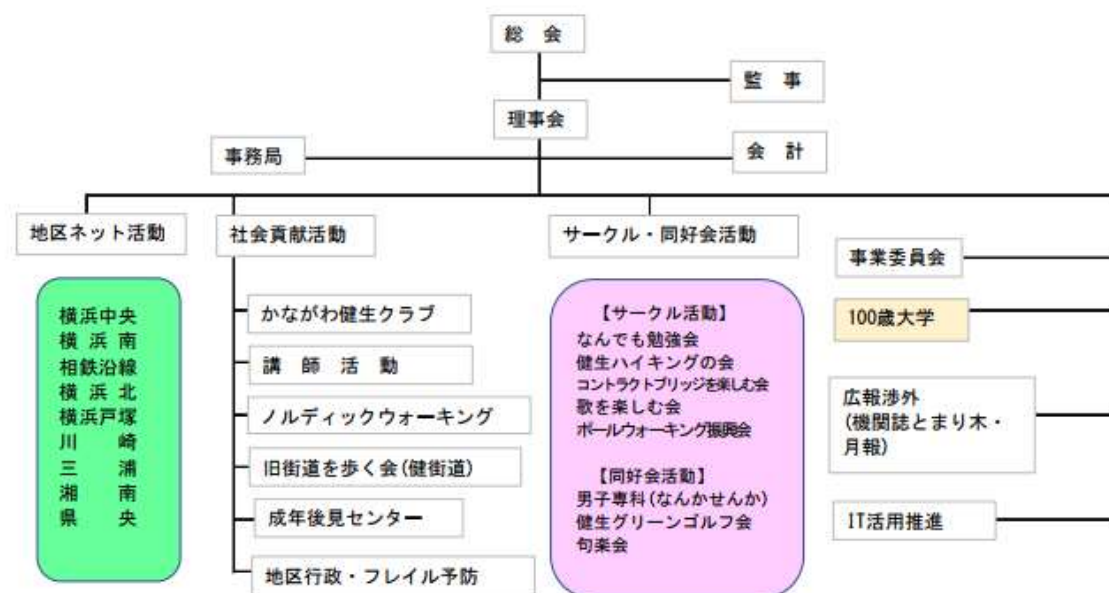 総　会
監　事
理事会
事務局
会　計
地区ネット活動
横浜中央
横 浜 南
相鉄沿線
横 浜 北
横浜戸塚
川　　崎
三　　浦
湘　　南
県　　央
社会貢献活動
かながわ健生クラブ
講　師　活　動
ノルディックウォーキング
旧街道を歩く会(健街道)
成年後見センター
地区行政・フレイル予防
サークル・同好会活動
【サークル活動】
なんでも勉強会
健生ハイキングの会
コントラクトブリッジを楽しむ会
歌を楽しむ会
ポールウォーキング振興会
【同好会活動】
男子専科(なんかせんか)
健生グリーンゴルフ会
句楽会
事業委員会
100歳大学
広報渉外
(機関誌とまり木・
月報)
IT活用推進